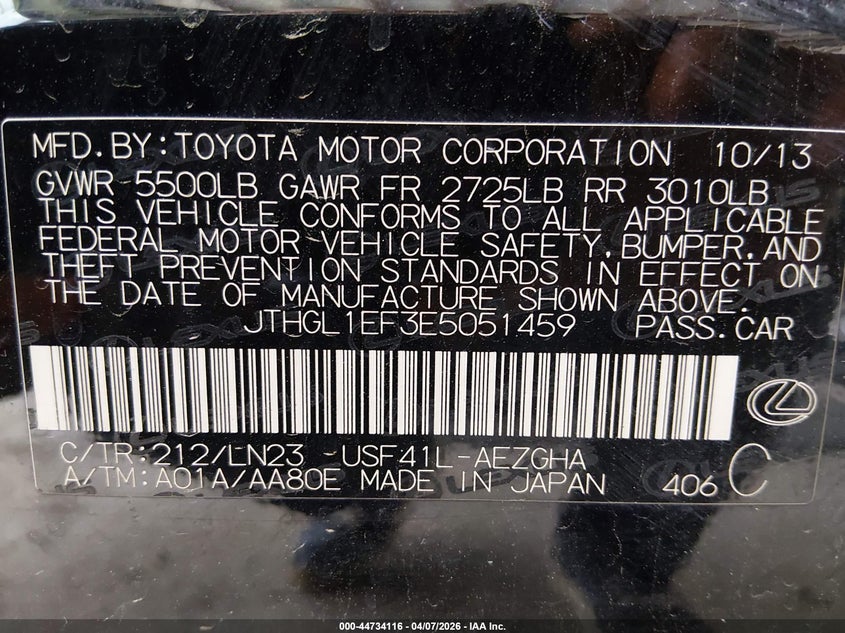 MFD.BY:TOYOTA MOTOR CORPORATION 10/13
GVWR 5500LB GAWR FR 2725LB RR 3010LB
THIS VEHICLE CONFORMS TO ALL APPLICABLE
FEDERAL MOTOR VEHICLE SAFETY,BUMPER,AND
THEFT PREVENTION STANDARDS IN EFFECT ON
THE DATE OF MANUFACTURE SHOWN ABOVE.
JTHGL1EF3E5051459 PASS.CAR
C/TR:212/LN23 -USF41L-AEZGHA
A/TM:A01A/AA80E MADE IN JAPAN 406 C
000-44734116 - 04/07/2026 - IAA Inc.